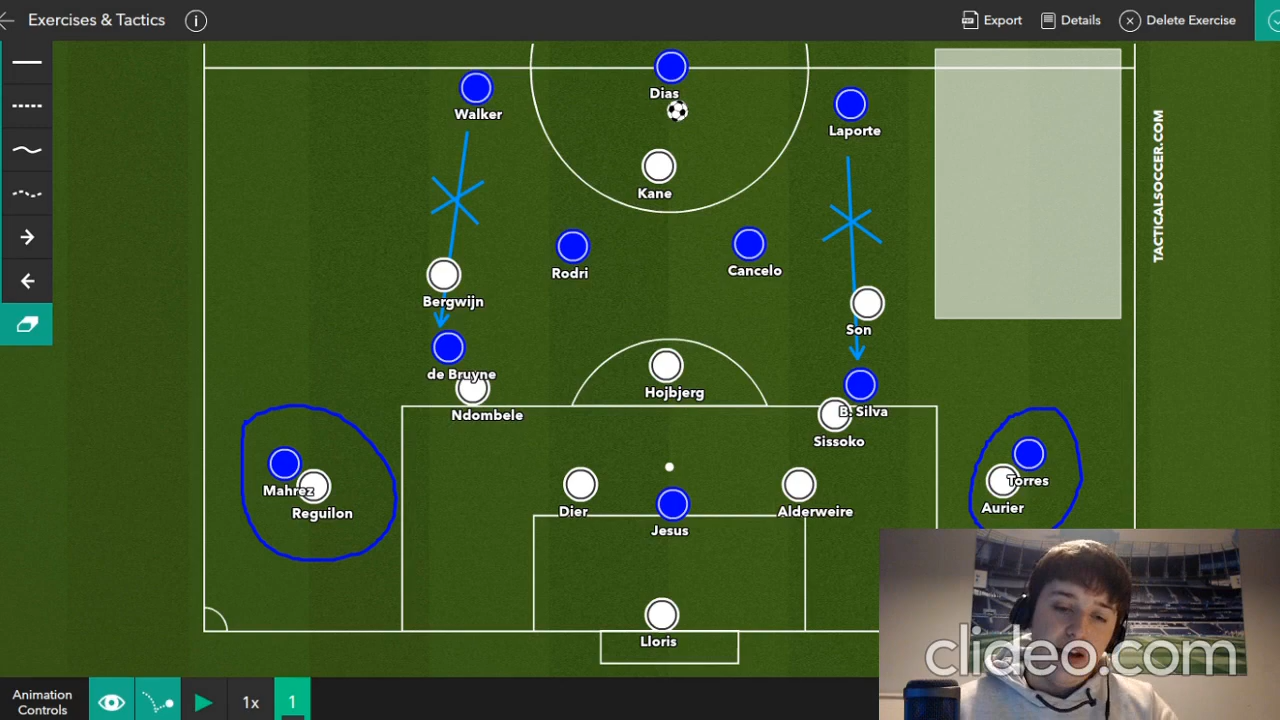 Exercises & Tactics
i
Export
Details
Delete Exercise
Dias
Walker
Laporte
Kane
Rodri
Cancelo
Bergwijn
Son
de Bruyne
Ndombele
Hojbjerg
B. Silva
Sissoko
Mahrez
Reguilon
Dier
Jesus
Alderweire
Torres
Aurier
Lloris
TACTICALSOCCER.COM
clideo.com
Animation
Controls
1x
1